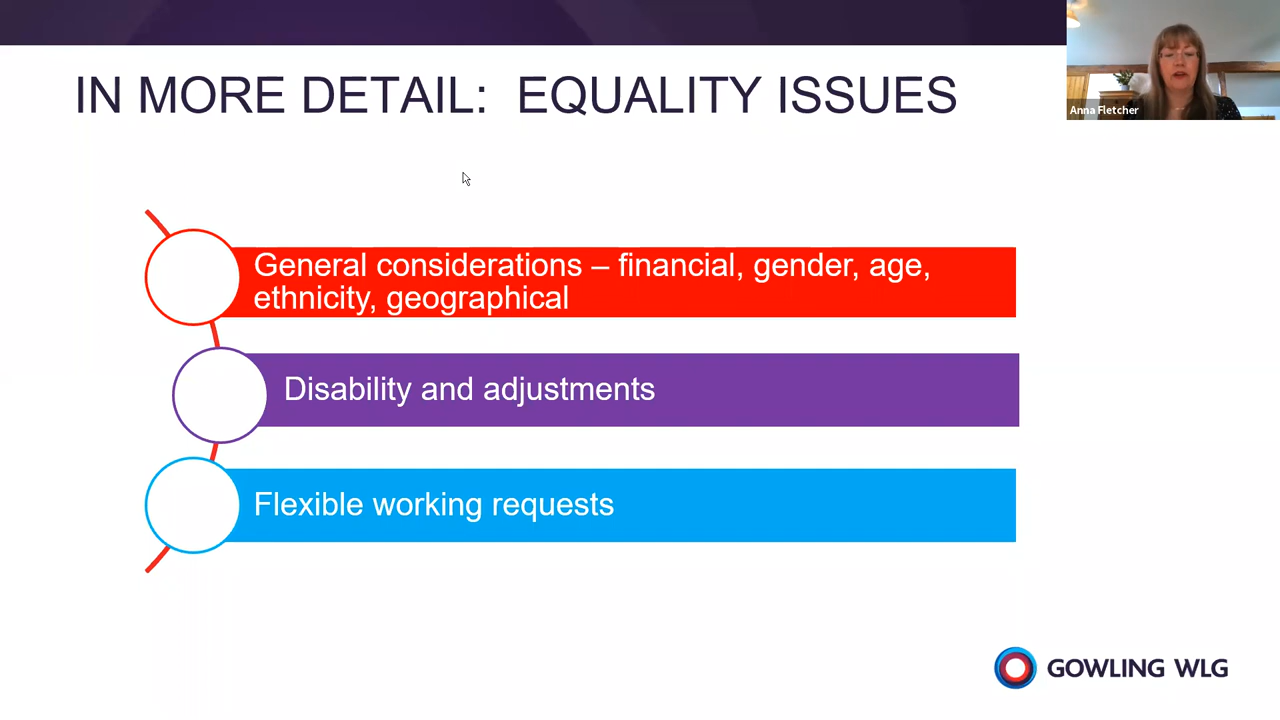 IN MORE DETAIL: EQUALITY ISSUES
Anna Fletcher
General considerations – financial, gender, age,
ethnicity, geographical
Disability and adjustments
Flexible working requests
GOWLING WLG